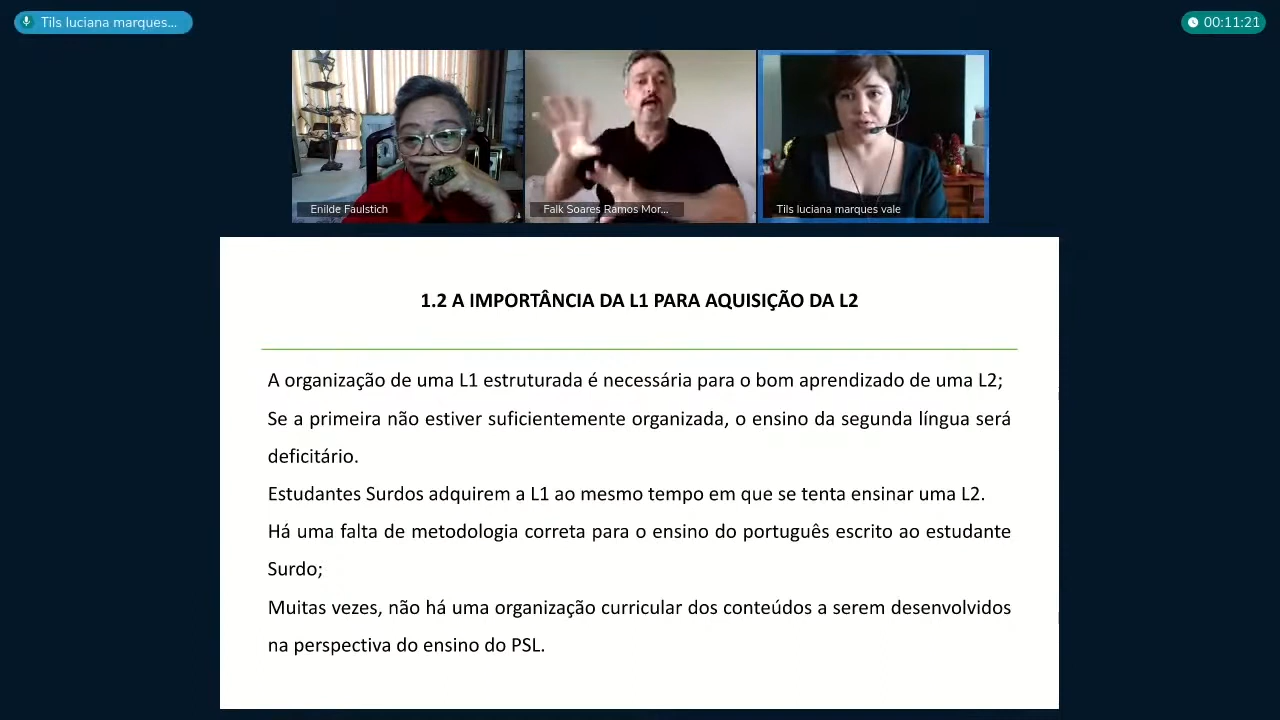 Tils luciana marques...
00:11:21
Enilde Faulstich
Falk Soares Ramos Mor...
Tils luciana marques vale
1.2 A IMPORTÂNCIA DA L1 PARA AQUISIÇÃO DA L2
A organização de uma L1 estruturada é necessária para o bom aprendizado de uma L2;
Se a primeira não estiver suficientemente organizada, o ensino da segunda língua será
deficitário.
Estudantes Surdos adquirem a L1 ao mesmo tempo em que se tenta ensinar uma L2.
Há uma falta de metodologia correta para o ensino do português escrito ao estudante
Surdo;
Muitas vezes, não há uma organização curricular dos conteúdos a serem desenvolvidos
na perspectiva do ensino do PSL.